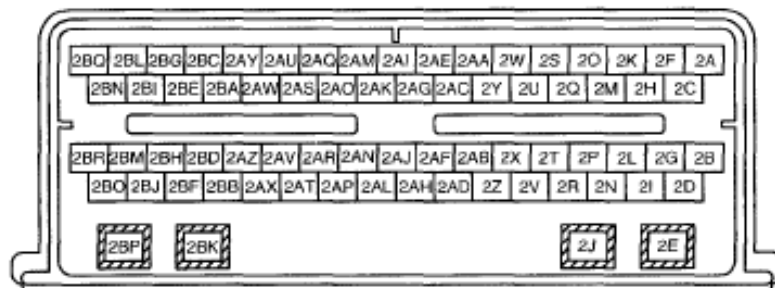 2BQ 2BL 2BG 2BC 2AY 2AU 2AQ 2AM 2AI 2AE 2AA 2W 2S 2O 2K 2F 2A
2BN 2BI 2BE 2BA 2AW 2AS 2AO 2AK 2AG 2AC 2Y 2U 2Q 2M 2H 2C
2BR 2BM 2BH 2BD 2AZ 2AV 2AR 2AN 2AJ 2AF 2AB 2X 2T 2P 2L 2G 2B
2BO 2BJ 2BF 2BB 2AX 2AT 2AP 2AL 2AH 2AD 2Z 2V 2R 2N 2I 2D
2BP 2BK 2J 2E